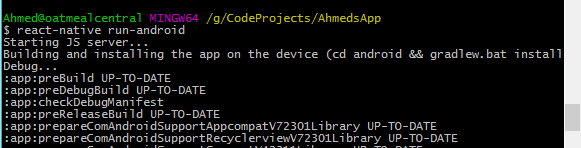 Ahmed@oatmealcentral MINGW64 /g/CodeProjects/AhmedsApp
$ react-native run-android
Starting JS server...
Building and installing the app on the device (cd android && gradlew.bat install
Debug...
:app:preBuild UP-TO-DATE
:app:preDebugBuild UP-TO-DATE
:app:checkDebugManifest
:app:preReleaseBuild UP-TO-DATE
:app:prepareComAndroidSupportAppcompatV72301Library UP-TO-DATE
:app:prepareComAndroidSupportRecyclerviewV72301Library UP-TO-DATE